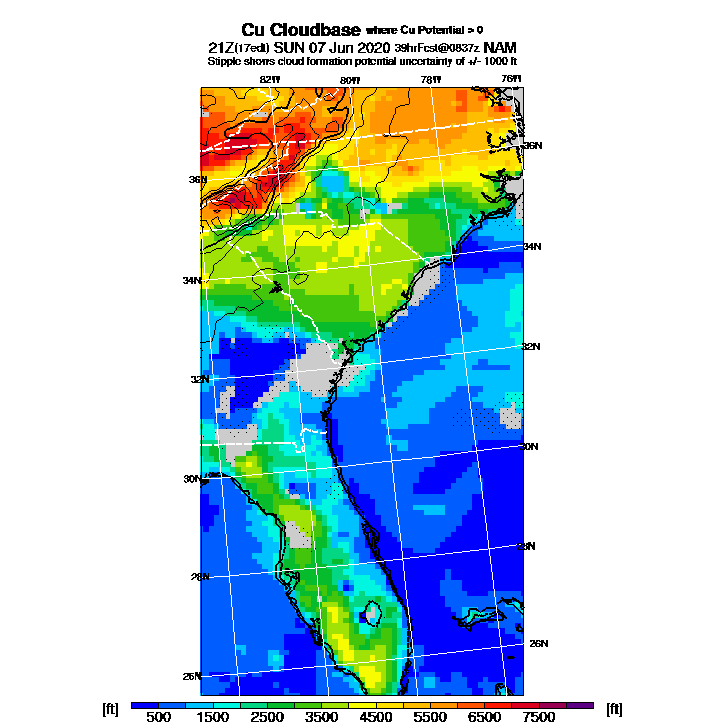 Cu Cloudbase where Cu Potential > 0
21Z(17edt) SUN 07 Jun 2020 39hrFcst@0837z NAM
Stipple shows cloud formation potential uncertainty of +/- 1000 ft
82W 80W 78W 76W
36N
36N
34N
34N
32N
32N
30N
30N
28N
28N
26N
26N
[ft] 500 1500 2500 3500 4500 5500 6500 7500 [ft]